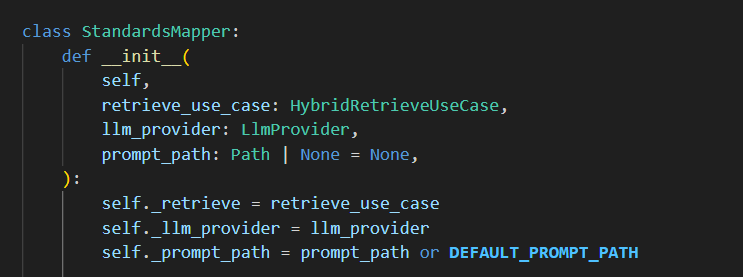 class StandardsMapper:
    def __init__(
        self,
        retrieve_use_case: HybridRetrieveUseCase,
        llm_provider: LlmProvider,
        prompt_path: Path | None = None,
    ):
        self._retrieve = retrieve_use_case
        self._llm_provider = llm_provider
        self._prompt_path = prompt_path or DEFAULT_PROMPT_PATH